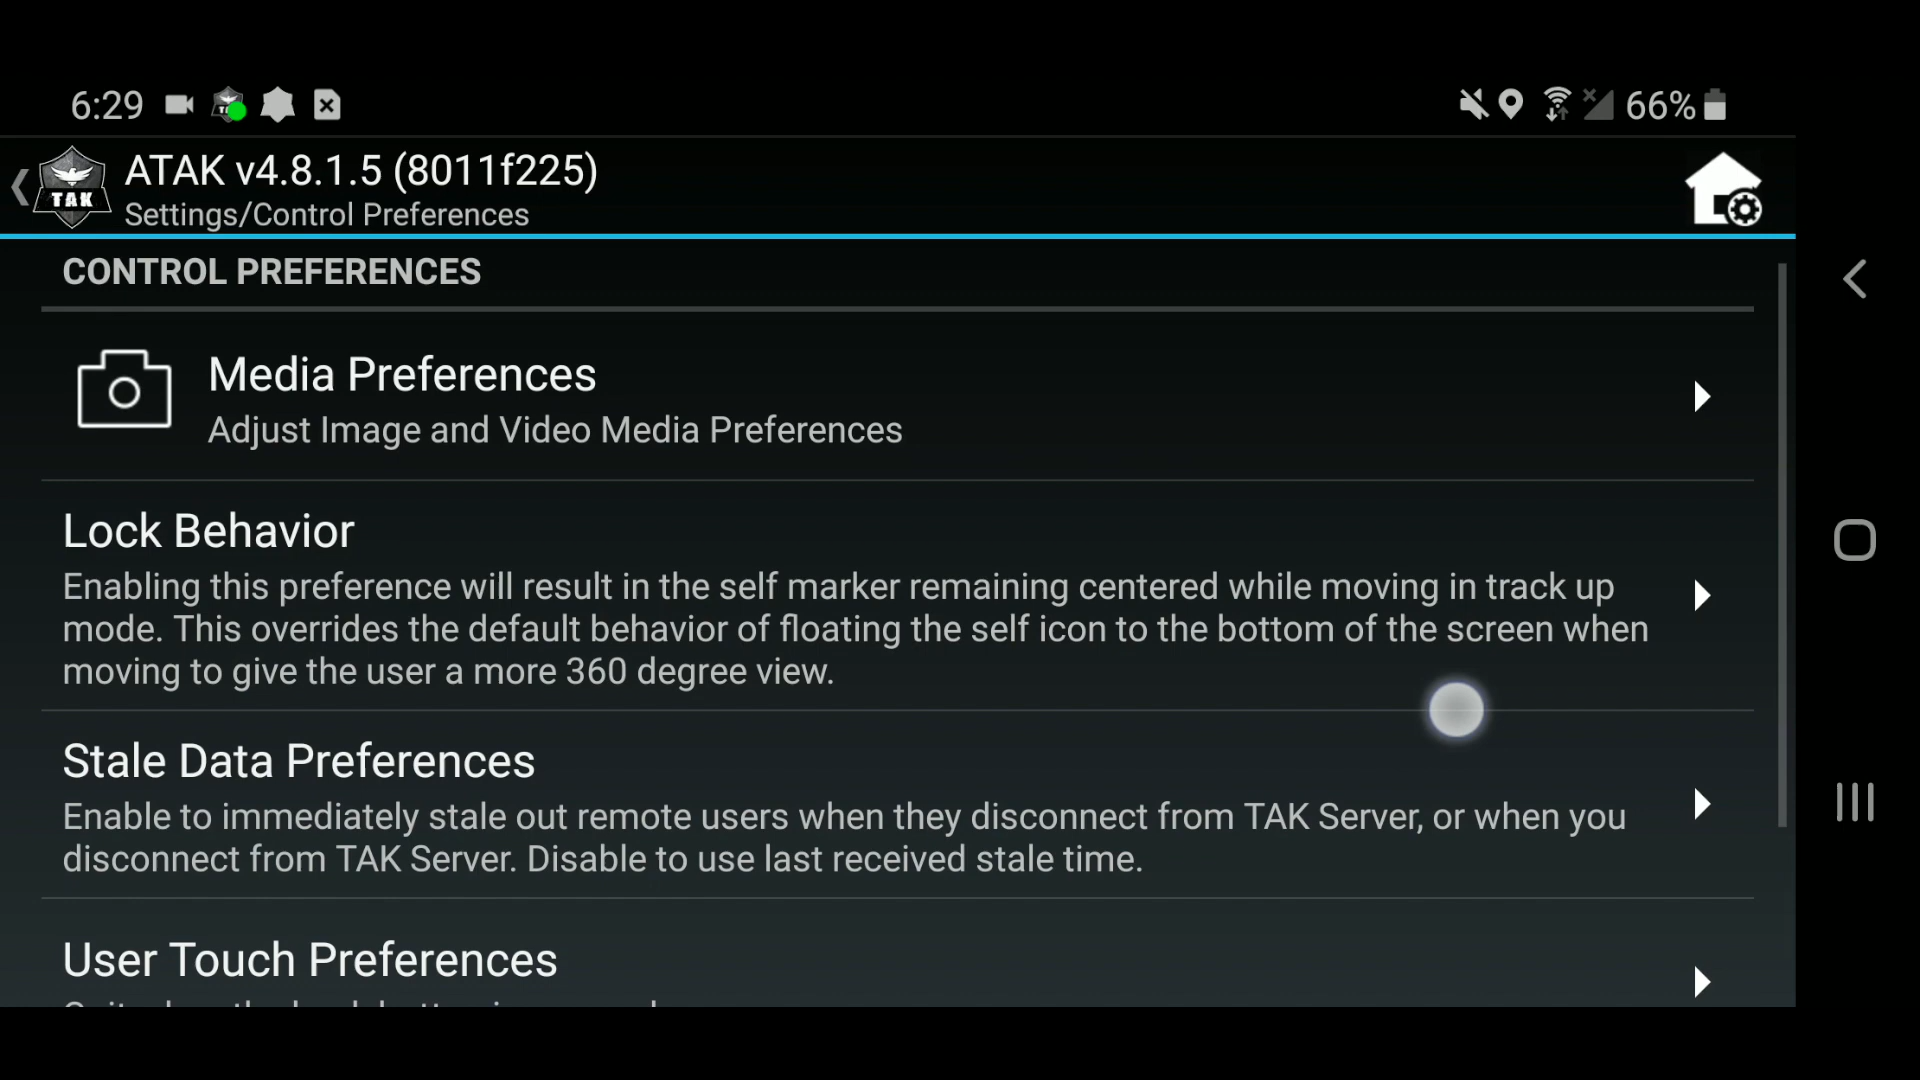 6:29
66%
ATAK v4.8.1.5 (8011f225)
TAK
Settings/Control Preferences
CONTROL PREFERENCES
Media Preferences
Adjust Image and Video Media Preferences
Lock Behavior
Enabling this preference will result in the self marker remaining centered while moving in track up
mode. This overrides the default behavior of floating the self icon to the bottom of the screen when
moving to give the user a more 360 degree view.
Stale Data Preferences
Enable to immediately stale out remote users when they disconnect from TAK Server, or when you
disconnect from TAK Server. Disable to use last received stale time.
User Touch Preferences